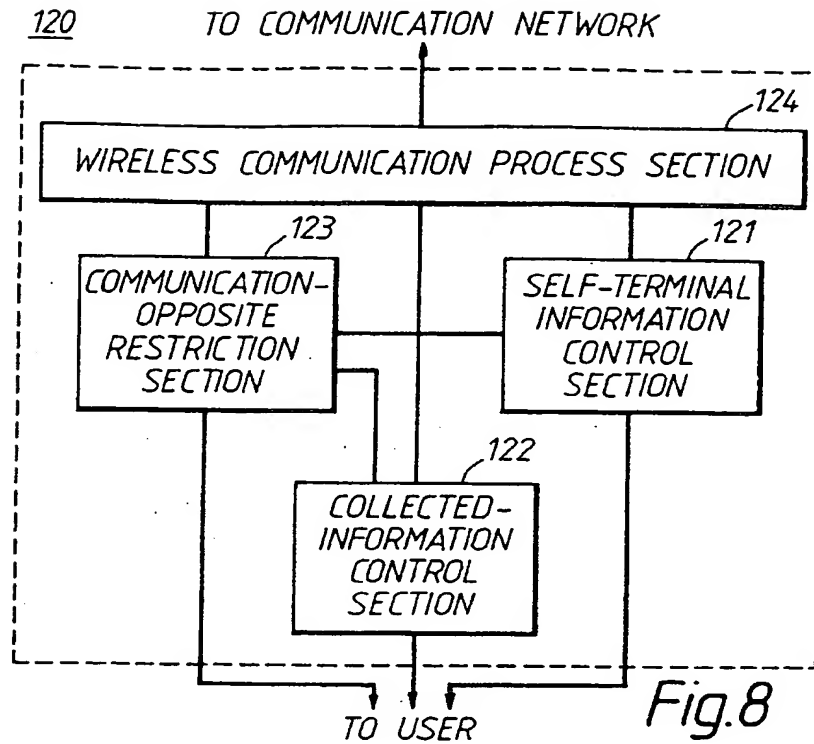 120
TO COMMUNICATION NETWORK
124
WIRELESS COMMUNICATION PROCESS SECTION
123
COMMUNICATION-
OPPOSITE
RESTRICTION
SECTION
121
SELF-TERMINAL
INFORMATION
CONTROL
SECTION
122
COLLECTED-
INFORMATION
CONTROL
SECTION
TO USER
Fig.8